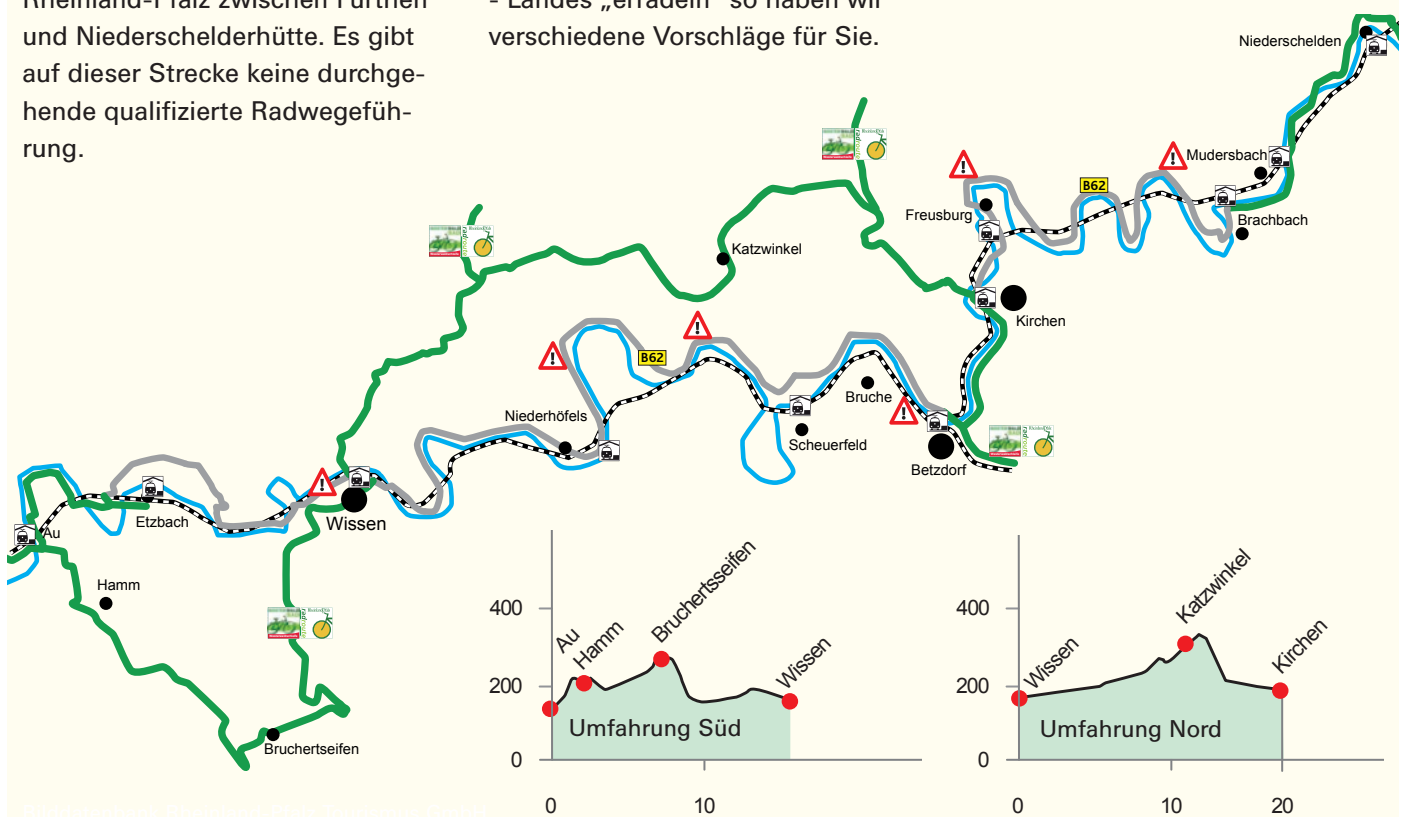 Rheinland-Pfalz zwischen Fürthen
und Niederschelderhütte. Es gibt
auf dieser Strecke keine durchge-
hende qualifizierte Radwegefüh-
rung.
- Landes „erradeln“ so haben wir
verschiedene Vorschläge für Sie.
Niederschelden
Mudersbach
B62
Freusburg
Brachbach
Katzwinkel
Kirchen
B62
Bruche
Niederhöfels
Scheuerfeld
Betzdorf
Etzbach
Wissen
Au
Hamm
Bruchertseifen
400
200
0
Au
Hamm
Bruchertsseifen
Wissen
Umfahrung Süd
0 10
400
200
0
Wissen
Katzwinkel
Kirchen
Umfahrung Nord
0 10 20